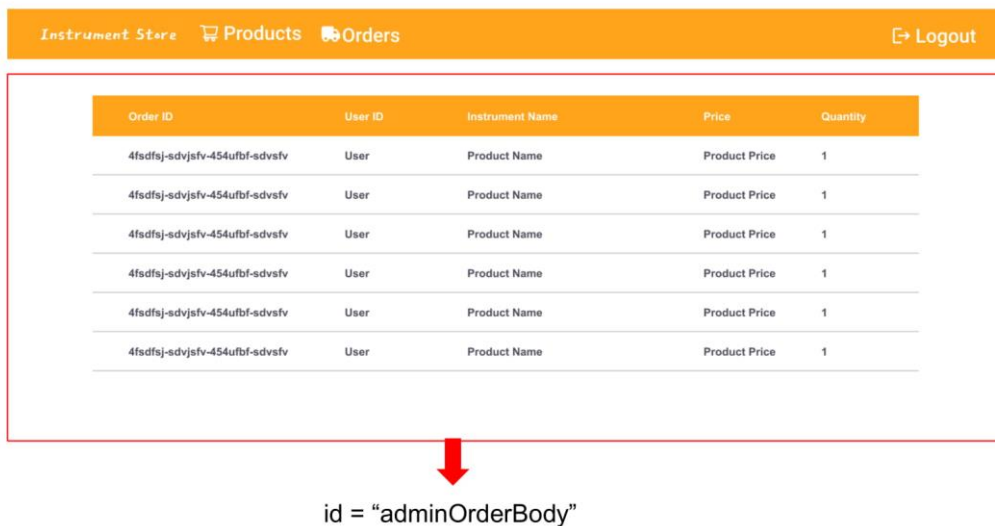 Instrument Store Products Orders Logout
Order ID User ID Instrument Name Price Quantity
4fsdfsj-sdvjsfv-454ufbf-sdvsfv User Product Name Product Price 1
4fsdfsj-sdvjsfv-454ufbf-sdvsfv User Product Name Product Price 1
4fsdfsj-sdvjsfv-454ufbf-sdvsfv User Product Name Product Price 1
4fsdfsj-sdvjsfv-454ufbf-sdvsfv User Product Name Product Price 1
4fsdfsj-sdvjsfv-454ufbf-sdvsfv User Product Name Product Price 1
4fsdfsj-sdvjsfv-454ufbf-sdvsfv User Product Name Product Price 1
id = “adminOrderBody”